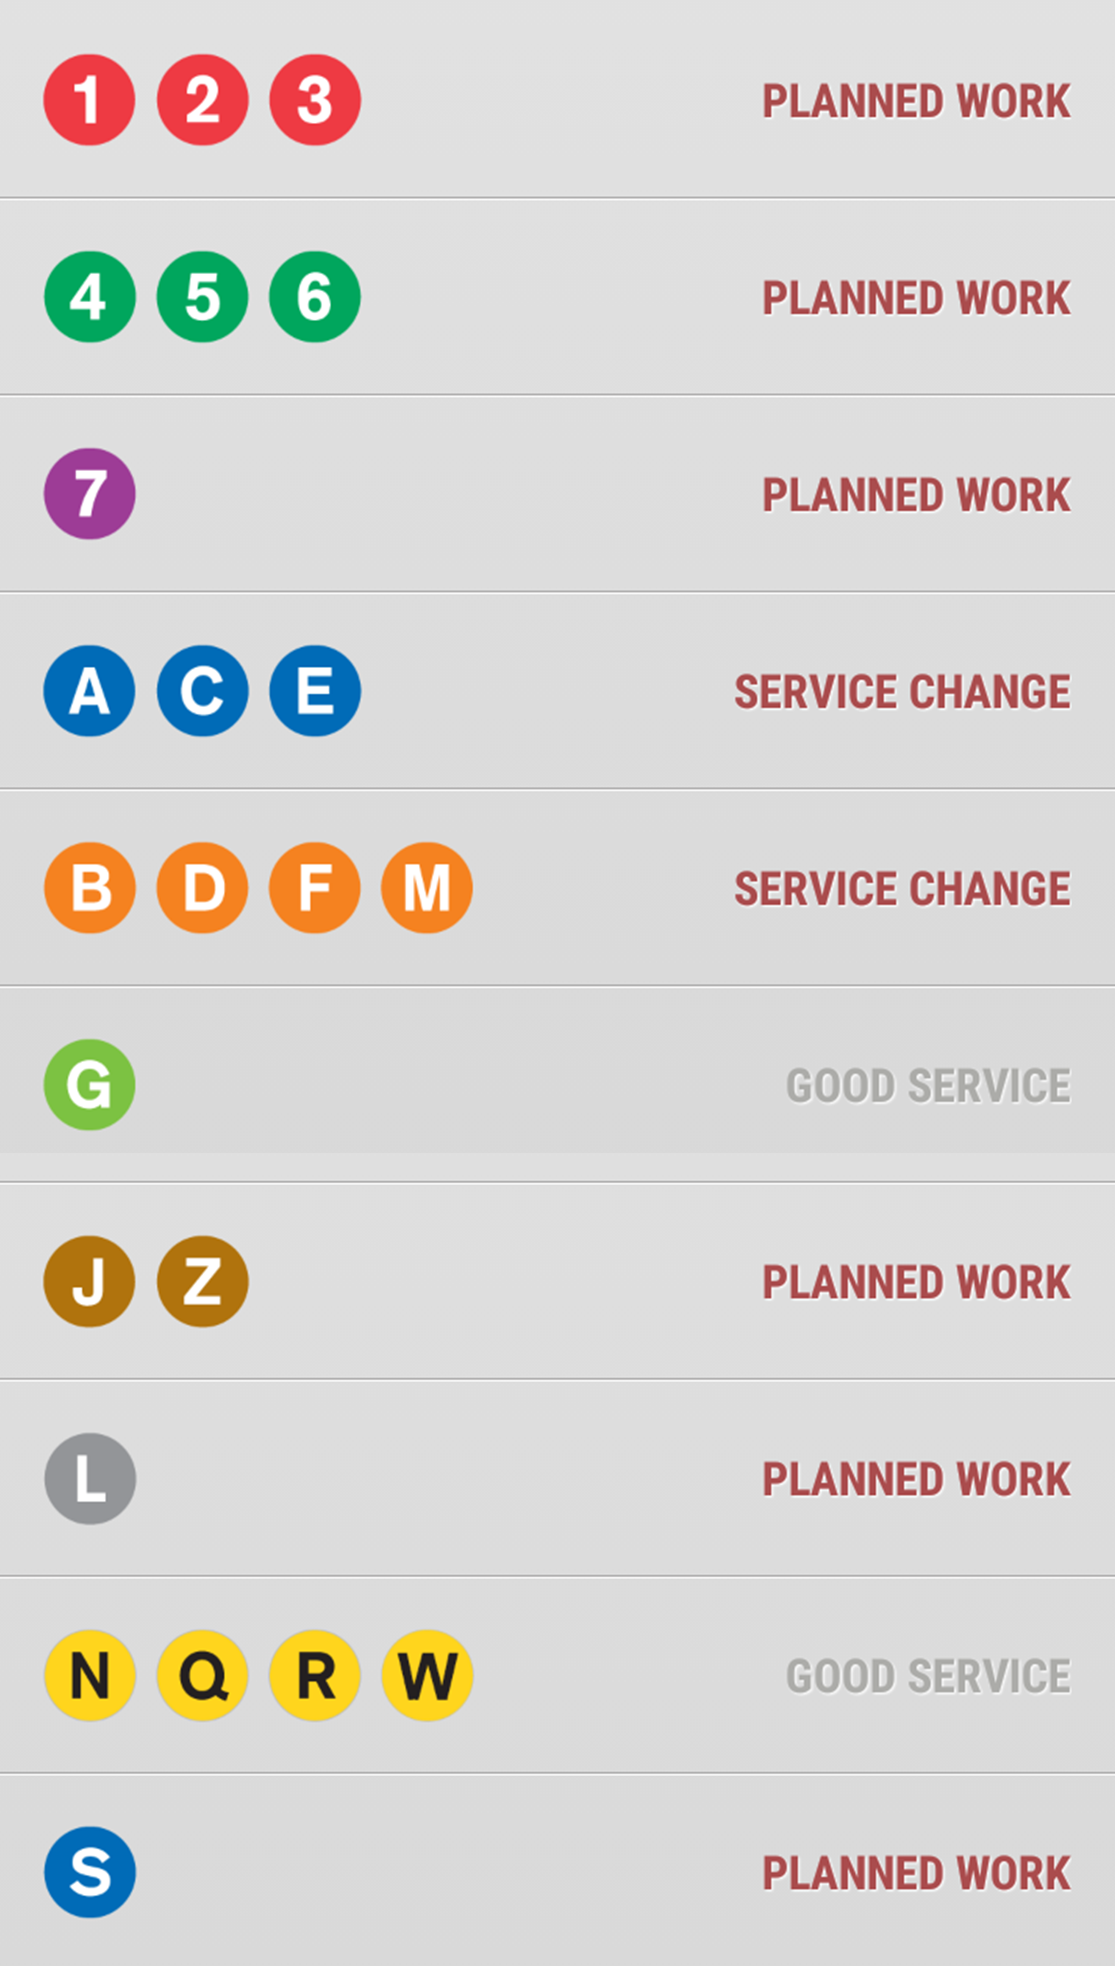 1 2 3 PLANNED WORK
4 5 6 PLANNED WORK
7 PLANNED WORK
A C E SERVICE CHANGE
B D F M SERVICE CHANGE
G GOOD SERVICE
J Z PLANNED WORK
L PLANNED WORK
N Q R W GOOD SERVICE
S PLANNED WORK